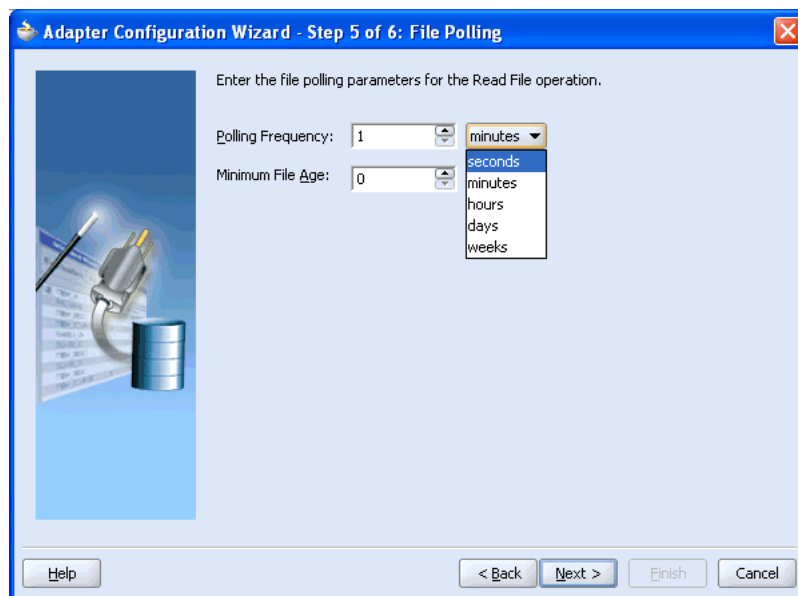 Adapter Configuration Wizard - Step 5 of 6: File Polling
Enter the file polling parameters for the Read File operation.
Polling Frequency: 1 minutes
seconds
Minimum File Age: 0
minutes
hours
days
weeks
Help < Back Next > Finish Cancel